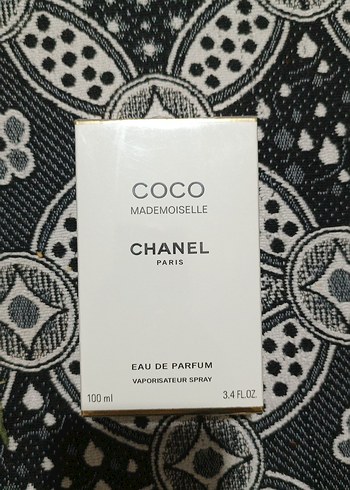 COCO
MADEMOISELLE
CHANEL
PARIS
EAU DE PARFUM
VAPORISATEUR SPRAY
100 ml 3.4 FL.OZ.